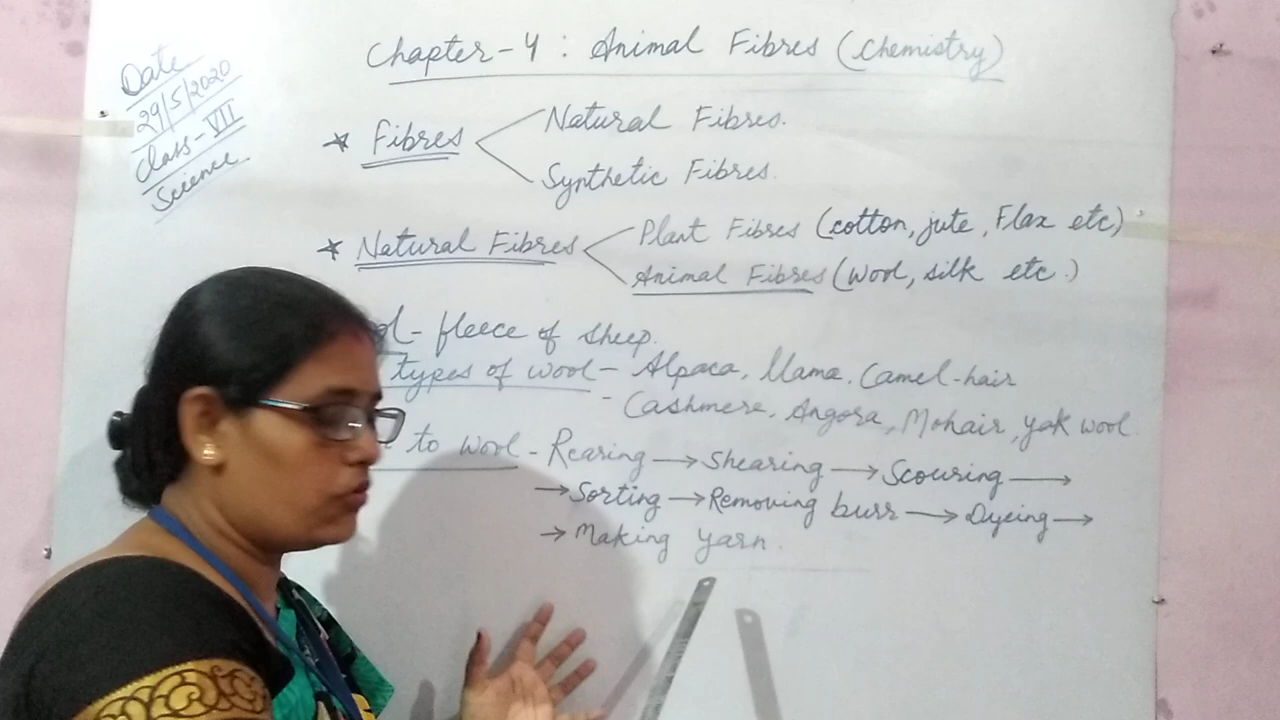 Date
29/5/2020
Class-VII
Science
Chapter-4 : Animal Fibres (Chemistry)
★ Fibres
Natural Fibres.
Synthetic Fibres.
★ Natural Fibres
Plant Fibres (cotton, jute, Flax etc)
Animal Fibres (wool, silk etc.)
- fleece of sheep.
types of wool - Alpaca, llama, Camel-hair
- Cashmere, Angora, Mohair, yak wool.
to wool - Rearing → Shearing → Scouring →
→ Sorting → Removing burr → Dyeing →
→ Making yarn.